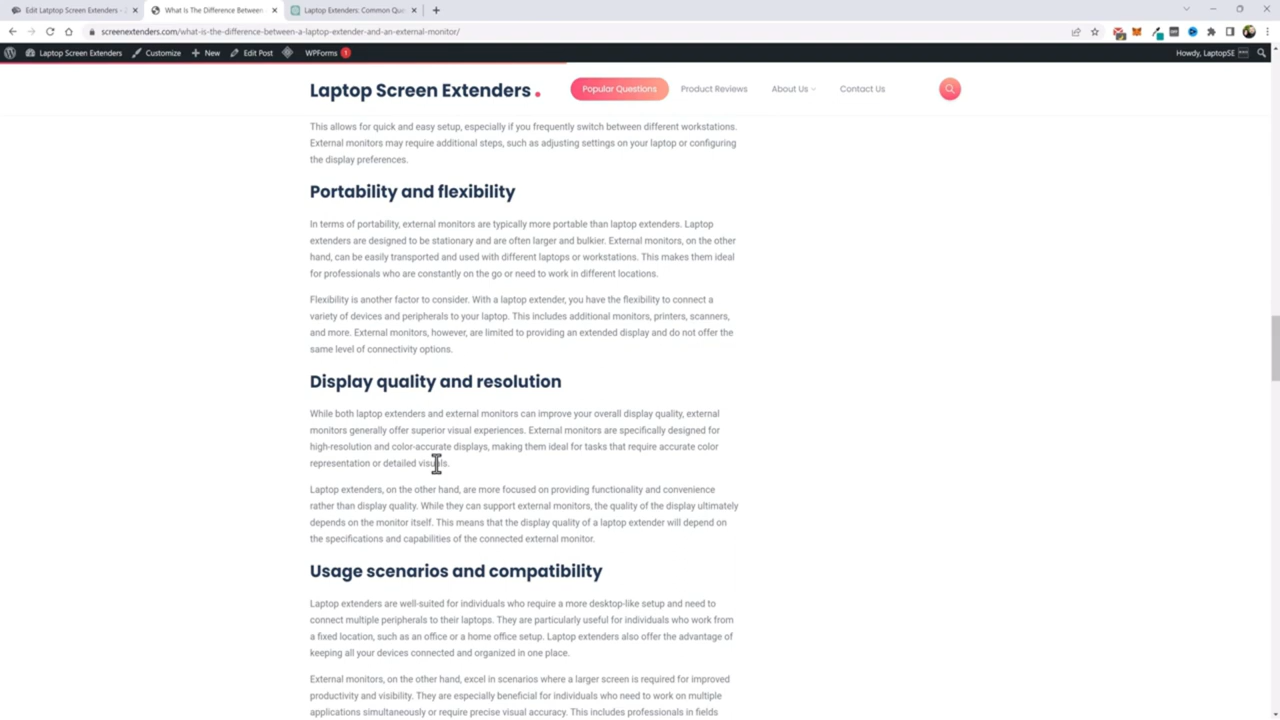 Edit Latptop Screen Extenders -
What Is The Difference Between
Laptop Extenders: Common Que
screenextenders.com/what-is-the-difference-between-a-laptop-extender-and-an-external-monitor/
Laptop Screen Extenders
Customize
New
Edit Post
WPForms 1
Howdy, LaptopSE
Laptop Screen Extenders .
Popular Questions
Product Reviews
About Us
Contact Us
This allows for quick and easy setup, especially if you frequently switch between different workstations.
External monitors may require additional steps, such as adjusting settings on your laptop or configuring
the display preferences.
Portability and flexibility
In terms of portability, external monitors are typically more portable than laptop extenders. Laptop
extenders are designed to be stationary and are often larger and bulkier. External monitors, on the other
hand, can be easily transported and used with different laptops or workstations. This makes them ideal
for professionals who are constantly on the go or need to work in different locations.
Flexibility is another factor to consider. With a laptop extender, you have the flexibility to connect a
variety of devices and peripherals to your laptop. This includes additional monitors, printers, scanners,
and more. External monitors, however, are limited to providing an extended display and do not offer the
same level of connectivity options.
Display quality and resolution
While both laptop extenders and external monitors can improve your overall display quality, external
monitors generally offer superior visual experiences. External monitors are specifically designed for
high-resolution and color-accurate displays, making them ideal for tasks that require accurate color
representation or detailed visuals.
Laptop extenders, on the other hand, are more focused on providing functionality and convenience
rather than display quality. While they can support external monitors, the quality of the display ultimately
depends on the monitor itself. This means that the display quality of a laptop extender will depend on
the specifications and capabilities of the connected external monitor.
Usage scenarios and compatibility
Laptop extenders are well-suited for individuals who require a more desktop-like setup and need to
connect multiple peripherals to their laptops. They are particularly useful for individuals who work from
a fixed location, such as an office or a home office setup. Laptop extenders also offer the advantage of
keeping all your devices connected and organized in one place.
External monitors, on the other hand, excel in scenarios where a larger screen is required for improved
productivity and visibility. They are especially beneficial for individuals who need to work on multiple
applications simultaneously or require precise visual accuracy. This includes professionals in fields